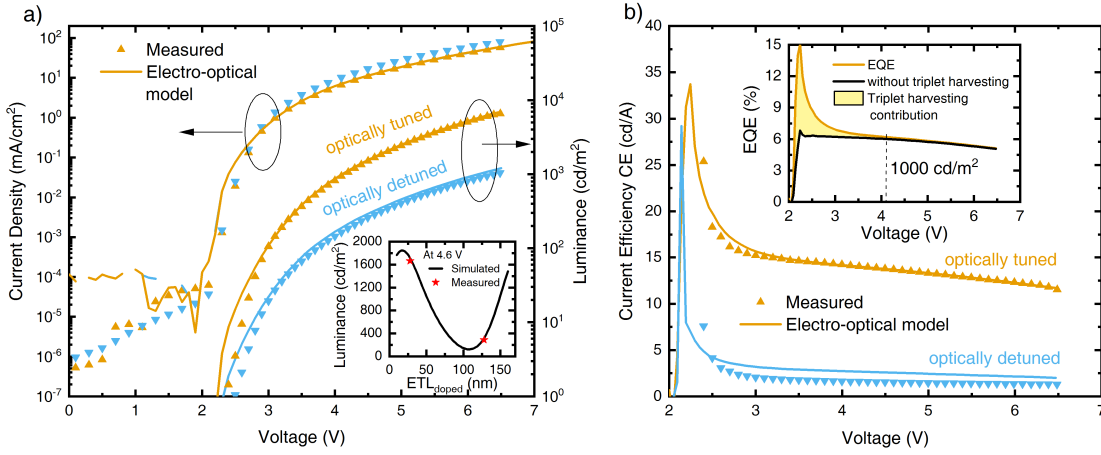 a)
b)
Measured
Electro-optical
model
optically tuned
optically detuned
Current Density (mA/cm²)
10²
10¹
10⁰
10⁻¹
10⁻²
10⁻³
10⁻⁴
10⁻⁵
10⁻⁶
10⁻⁷
0 1 2 3 4 5 6 7
Voltage (V)
Luminance (cd/m²)
10⁵
10⁴
10³
10²
10¹
10⁰
At 4.6 V
Simulated
Measured
Luminance (cd/m²)
2000
1600
1200
800
400
0
0 50 100 150
ETL_doped (nm)
Current Efficiency CE (cd/A)
40
35
30
25
20
15
10
5
0
2 3 4 5 6 7
Voltage (V)
optically tuned
Measured
Electro-optical model
optically detuned
EQE
without triplet harvesting
Triplet harvesting
contribution
1000 cd/m²
EQE (%)
15
12
9
6
3
0
2 3 4 5 6 7
Voltage (V)